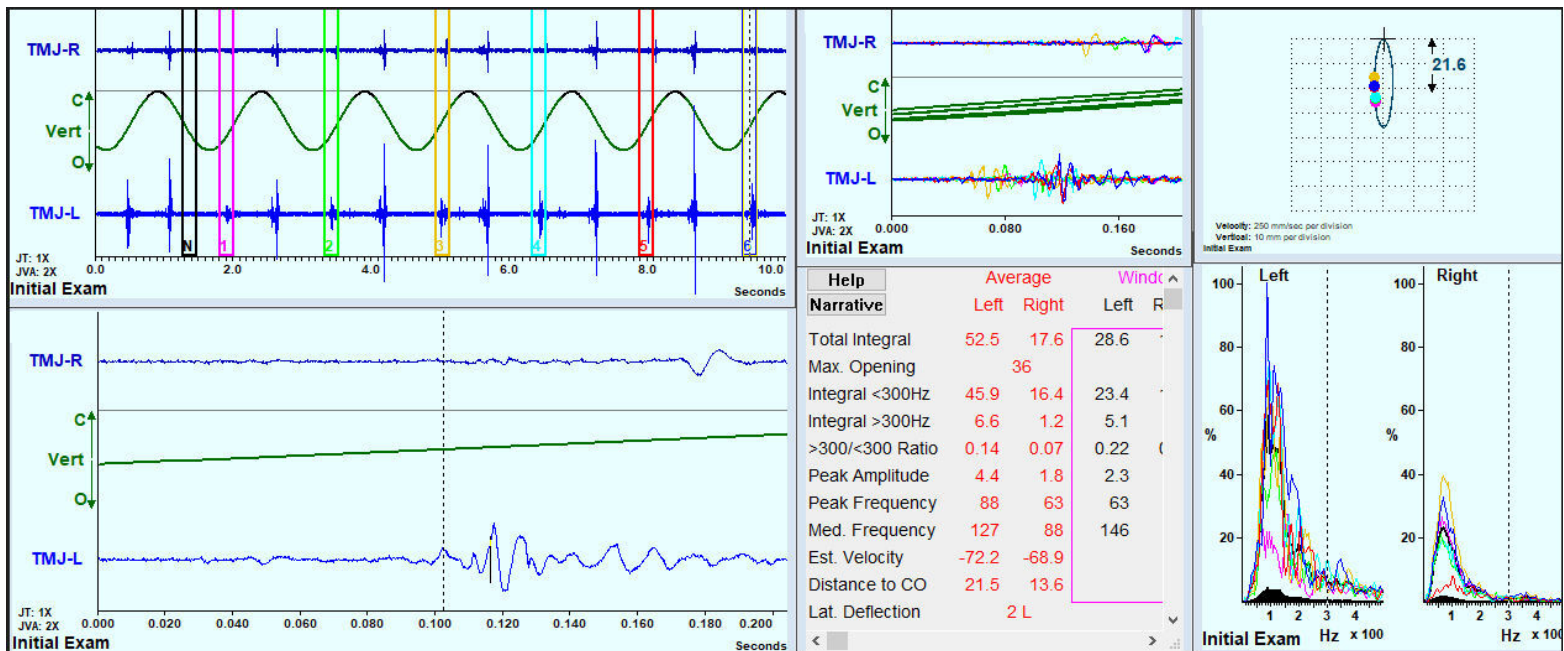 TMJ-R
C
Vert
O
TMJ-L
N 1 2 3 4 5 6
JT: 1X
JVA: 2X
0.0 2.0 4.0 6.0 8.0 10.0
Initial Exam
Seconds
TMJ-R
C
Vert
O
TMJ-L
JT: 1X
JVA: 2X
0.000 0.080 0.160
Initial Exam
Seconds
21.6
Velocity: 250 mm/sec per division
Vertical: 10 mm per division
Initial Exam
TMJ-R
C
Vert
O
TMJ-L
JT: 1X
JVA: 2X
0.000 0.020 0.040 0.060 0.080 0.100 0.120 0.140 0.160 0.180 0.200
Initial Exam
Seconds
Help Average
Narrative Left Right Left
Total Integral 52.5 17.6 28.6
Max. Opening 36
Integral <300Hz 45.9 16.4 23.4
Integral >300Hz 6.6 1.2 5.1
>300/<300 Ratio 0.14 0.07 0.22
Peak Amplitude 4.4 1.8 2.3
Peak Frequency 88 63 63
Med. Frequency 127 88 146
Est. Velocity -72.2 -68.9
Distance to CO 21.5 13.6
Lat. Deflection 2 L
Left Right
100 100
80 80
60 60
% %
40 40
20 20
1 2 3 4 1 2 3 4
Initial Exam Hz x 100 Hz